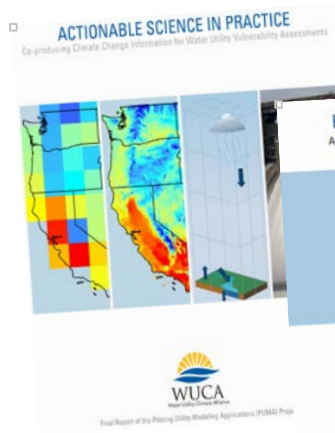 ACTIONABLE SCIENCE IN PRACTICE
Co-producing Climate Change Information for Water Utility Vulnerability Assessments
WUCA
Water Utility Climate Alliance
Final Report of the Piloting Utility Modeling Applications (PUMA) Proje